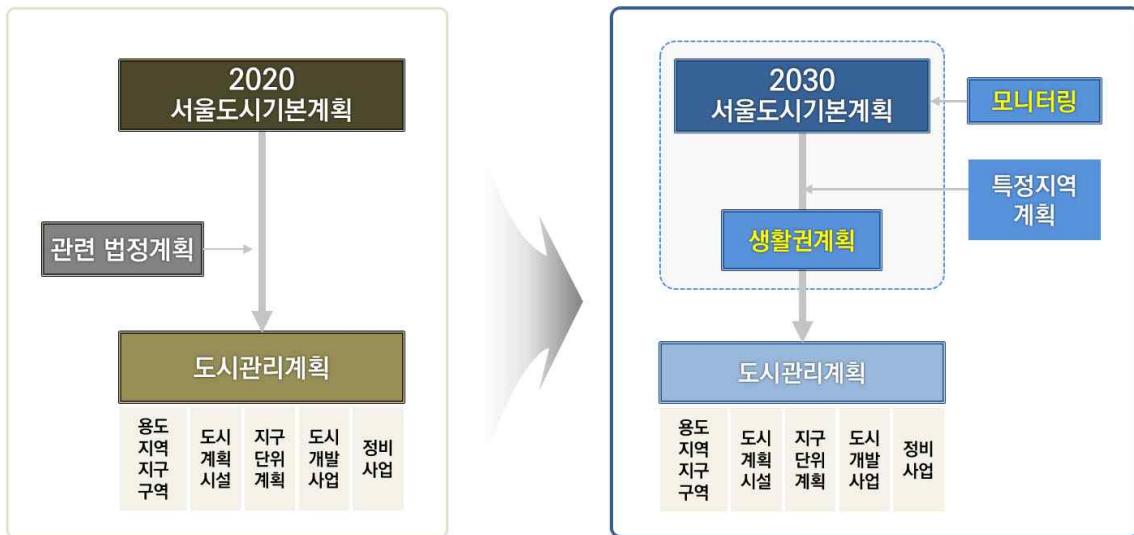 2020
서울도시기본계획
관련 법정계획
도시관리계획
용도
지역
지구
구역
도시
계획
시설
지구
단위
계획
도시
개발
사업
정비
사업
2030
서울도시기본계획
모니터링
특정지역
계획
생활권계획
도시관리계획
용도
지역
지구
구역
도시
계획
시설
지구
단위
계획
도시
개발
사업
정비
사업